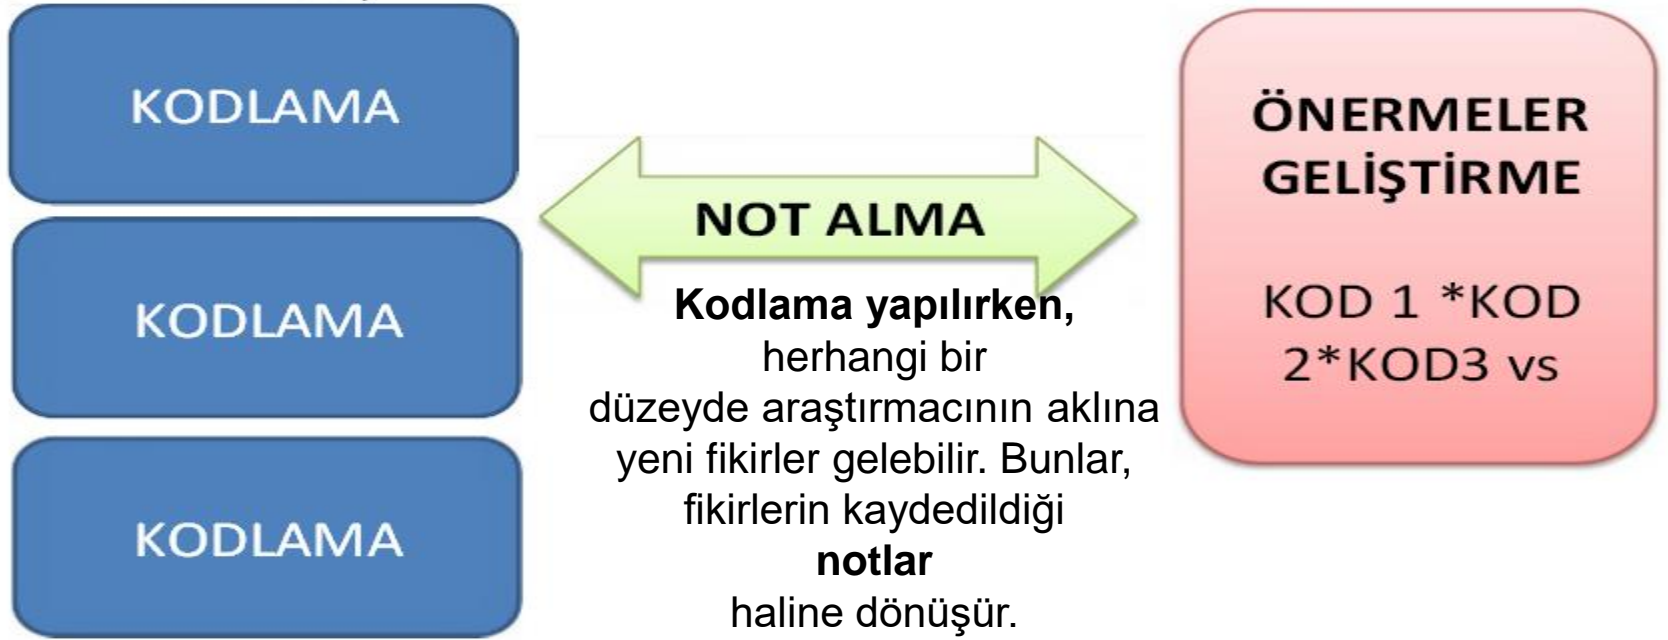 KODLAMA
KODLAMA
KODLAMA
NOT ALMA
Kodlama yapılırken,
herhangi bir
düzeyde araştırmacının aklına
yeni fikirler gelebilir. Bunlar,
fikirlerin kaydedildiği
notlar
haline dönüşür.
ÖNERMELER
GELİŞTİRME
KOD 1 *KOD
2*KOD3 vs